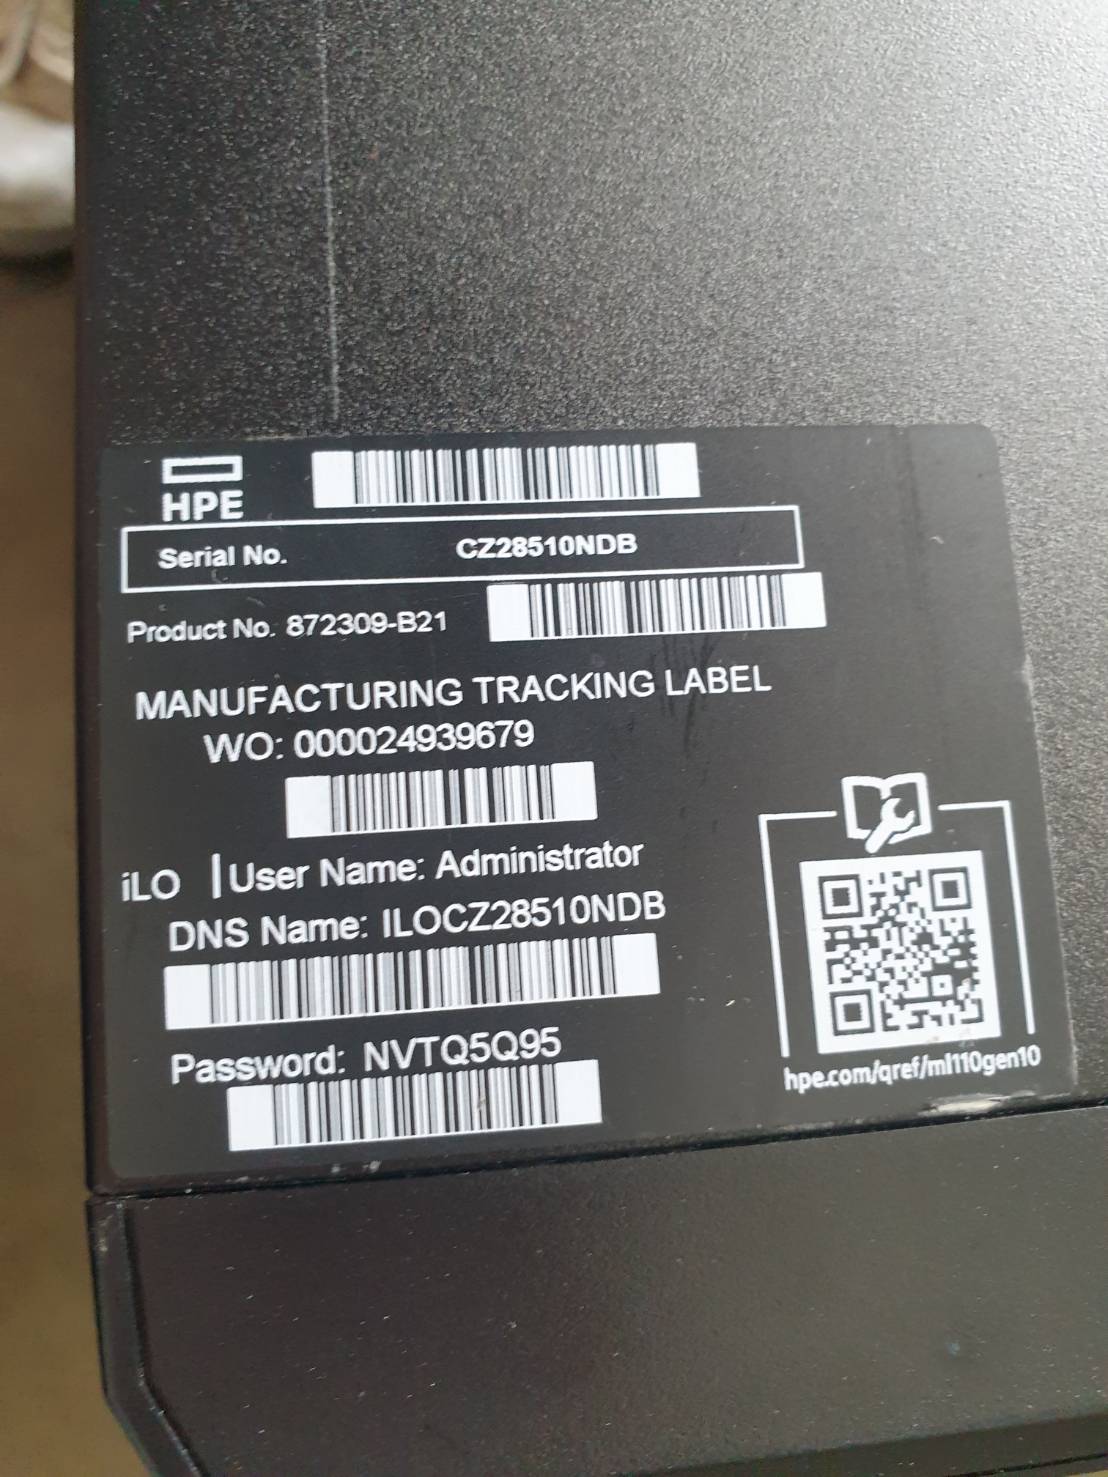 HPE
Serial No. CZ28510NDB
Product No. 872309-B21
MANUFACTURING TRACKING LABEL
WO: 000024939679
iLO | User Name: Administrator
DNS Name: ILOCZ28510NDB
Password: NVTQ5Q95
hpe.com/qref/ml110gen10